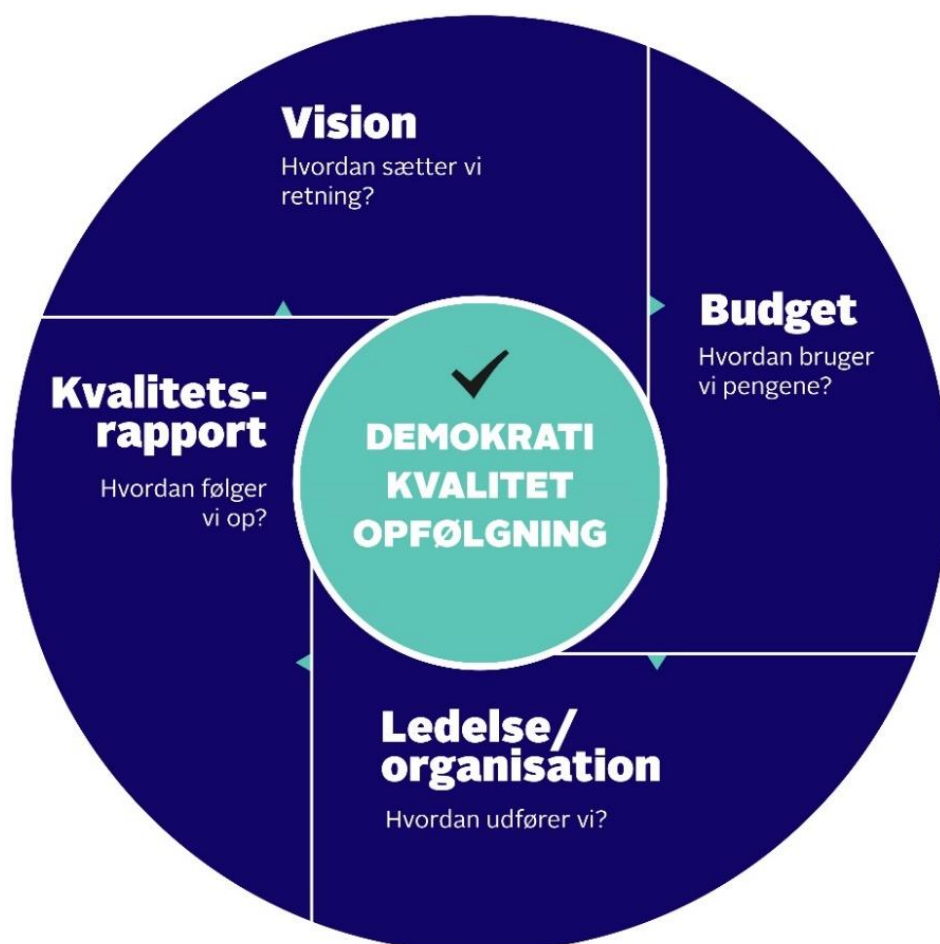 Vision
Hvordan sætter vi
retning?
Budget
Hvordan bruger
vi pengene?
Kvalitets-
rapport
Hvordan følger
vi op?
DEMOKRATI
KVALITET
OPFØLGNING
Ledelse/
organisation
Hvordan udfører vi?